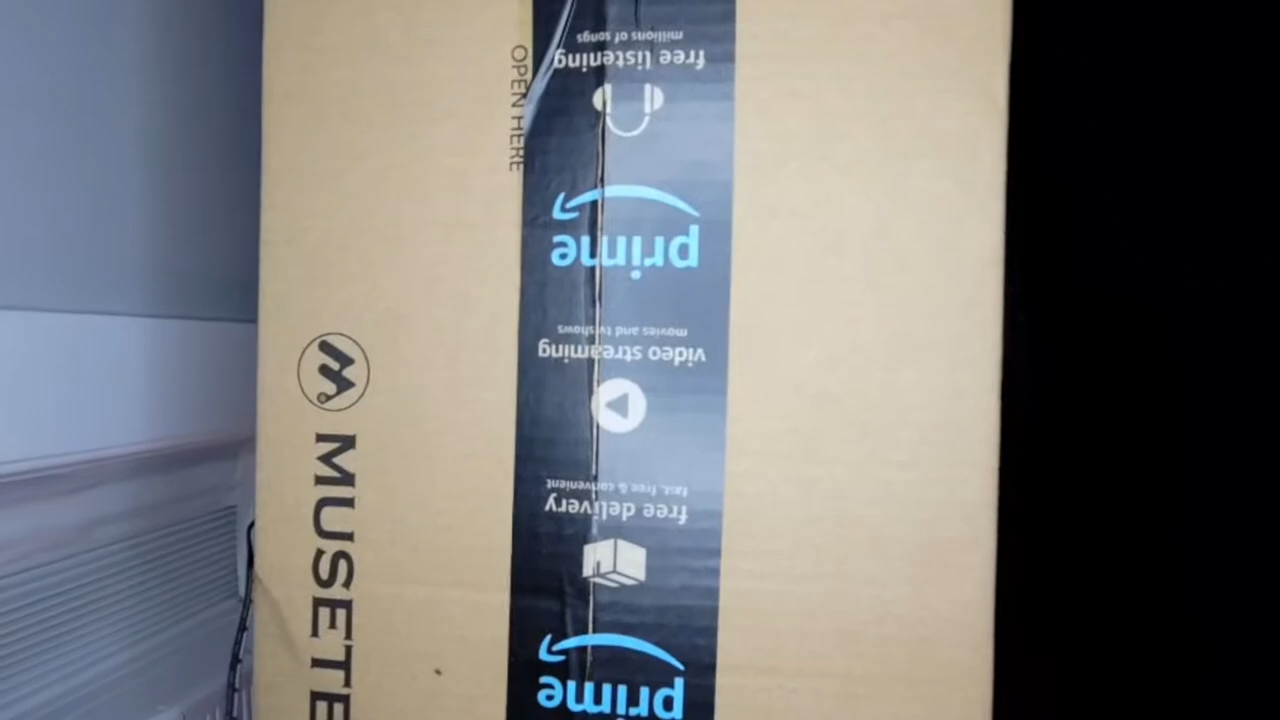 OPEN HERE
MUSETE
prime
free delivery
fast, free & convenient
video streaming
movies and tv shows
prime
free listening
millions of songs